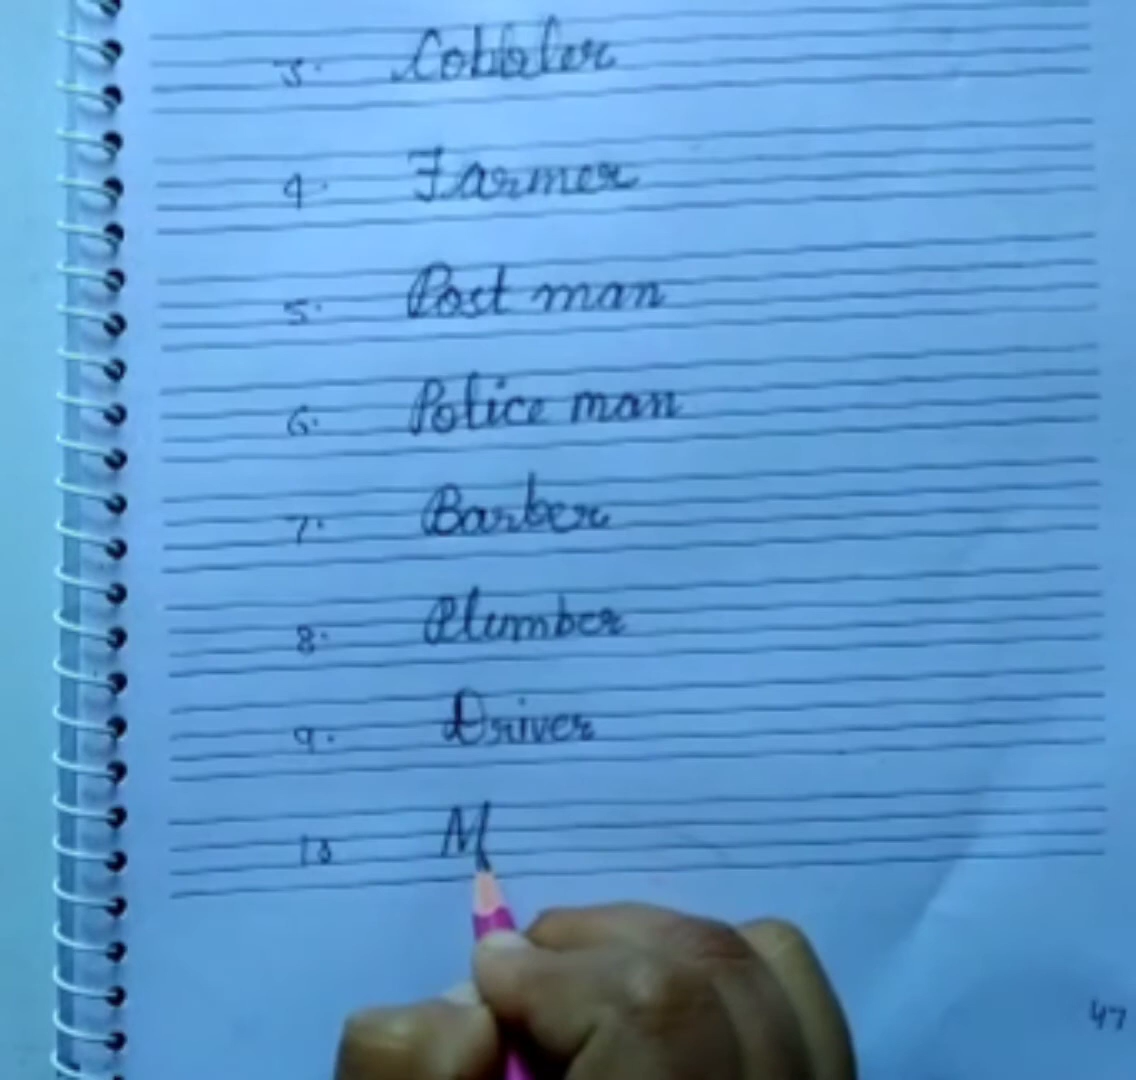 3. Cobbler
4. Farmer
5. Post man
6. Police man
7. Barber
8. Plumber
9. Driver
10 M
47